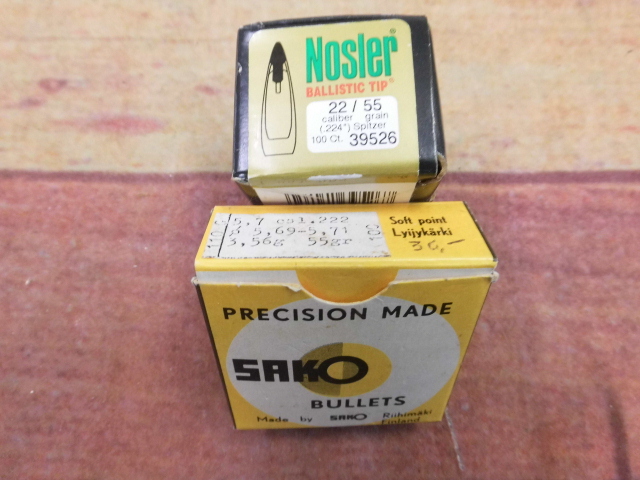 Nosler
BALLISTIC TIP®
22 / 55
caliber grain
(.224") Spitzer
100 Ct. 39526
5,7 cal.222
5,69-5,71
3,56g 55gr
100
Soft point
Lyijykärki
36,-
PRECISION MADE
SAKO
BULLETS
Made by SAKO Riihimäki
Finland